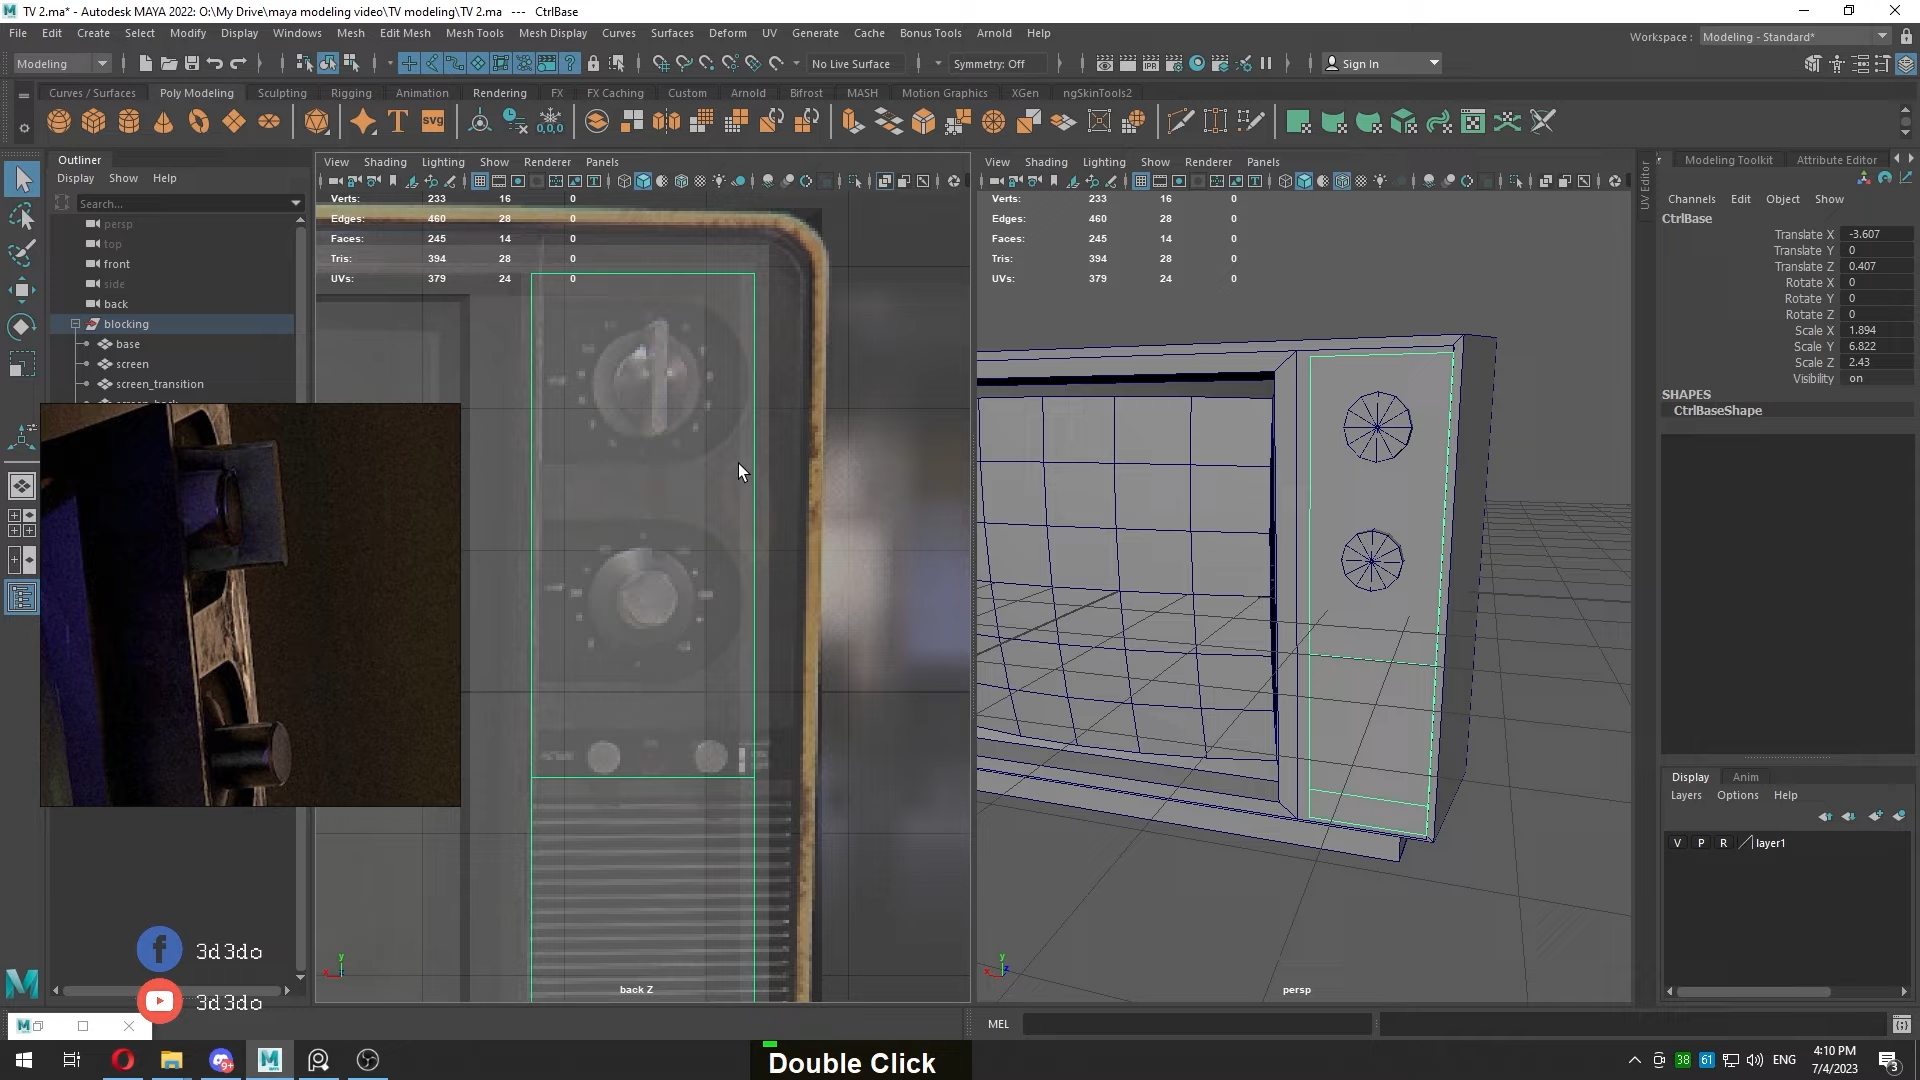 TV 2.ma* - Autodesk MAYA 2022: O:\My Drive\maya modeling video\TV modeling\TV 2.ma --- CtrlBase
File Edit Create Select Modify Display Windows Mesh Edit Mesh Mesh Tools Mesh Display Curves Surfaces Deform UV Generate Cache Bonus Tools Arnold Help
Workspace : Modeling - Standard*
Modeling No Live Surface Symmetry: Off Sign In
Curves / Surfaces Poly Modeling Sculpting Rigging Animation Rendering FX FX Caching Custom Arnold Bifrost MASH Motion Graphics XGen ngSkinTools2
T svg 0,0,0
Outliner
Display Show Help
Search...
persp
top
front
side
back
blocking
base
screen
screen_transition
View Shading Lighting Show Renderer Panels
Verts: 233 16 0
Edges: 460 28 0
Faces: 245 14 0
Tris: 394 28 0
UVs: 379 24 0
back Z
View Shading Lighting Show Renderer Panels
Verts: 233 16 0
Edges: 460 28 0
Faces: 245 14 0
Tris: 394 28 0
UVs: 379 24 0
persp
UV Editor
Modeling Toolkit Attribute Editor
Channels Edit Object Show
CtrlBase
Translate X -3.607
Translate Y 0
Translate Z 0.407
Rotate X 0
Rotate Y 0
Rotate Z 0
Scale X 1.894
Scale Y 6.822
Scale Z 2.43
Visibility on
SHAPES
CtrlBaseShape
Display Anim
Layers Options Help
V P R layer1
3d3do
3d3do
MEL
Double Click
38 61 ENG
4:10 PM
7/4/2023
3